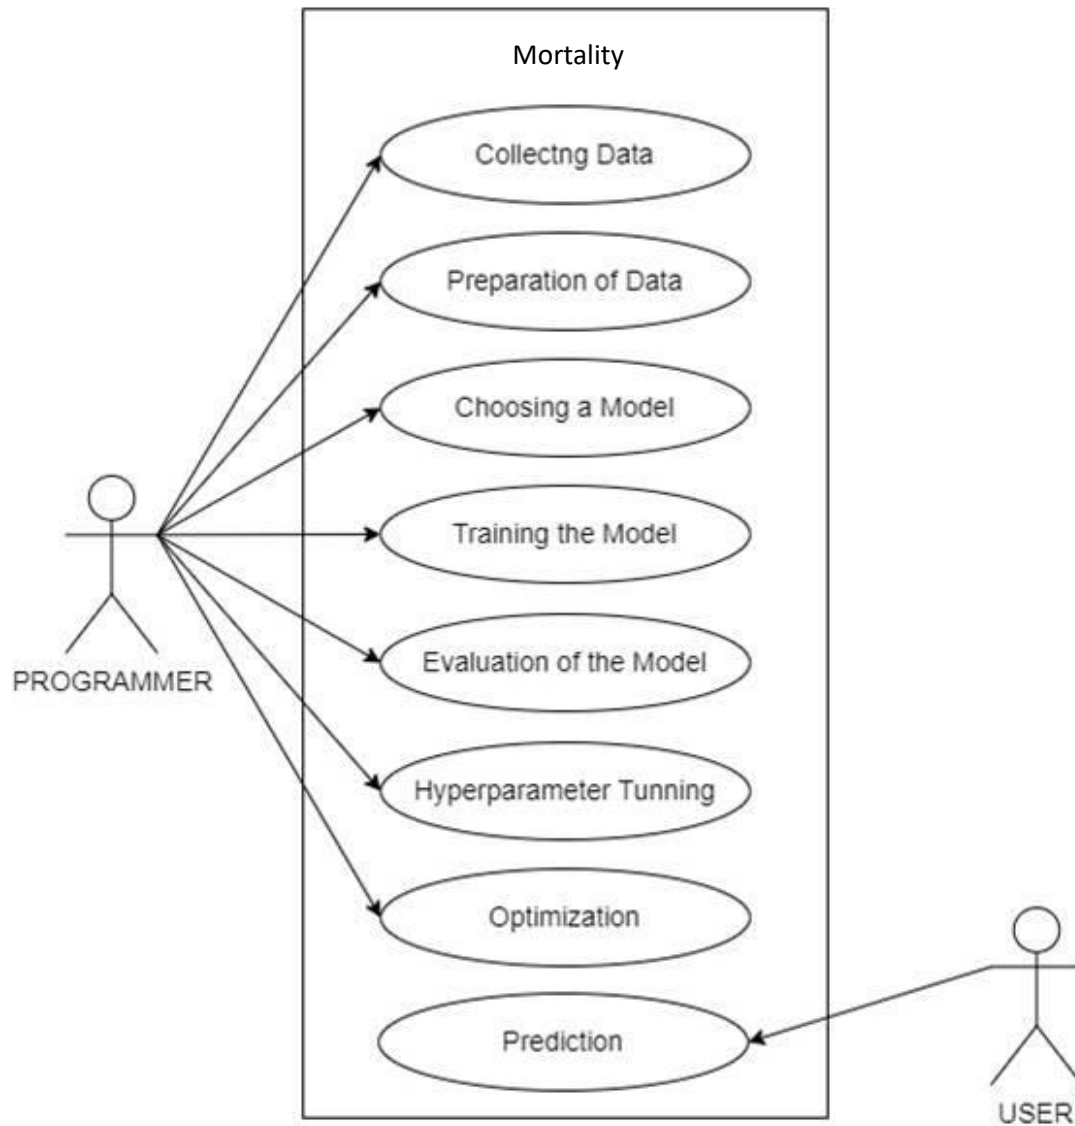 Mortality
Collectng Data
Preparation of Data
Choosing a Model
Training the Model
PROGRAMMER
Evaluation of the Model
Hyperparameter Tunning
Optimization
Prediction
USER